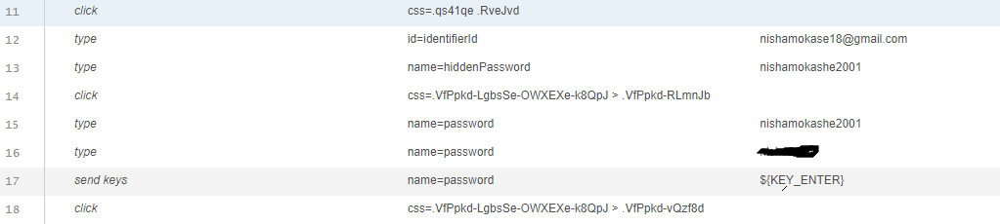 11 click css=.qs41qe .RveJvd
12 type id=identifierId nishamokase18@gmail.com
13 type name=hiddenPassword nishamokashe2001
14 click css=.VfPpkd-LgbsSe-OWXEXe-k8QpJ > .VfPpkd-RLmnJb
15 type name=password nishamokashe2001
16 type name=password
17 send keys name=password ${KEY_ENTER}
18 click css=.VfPpkd-LgbsSe-OWXEXe-k8QpJ > .VfPpkd-vQzf8d